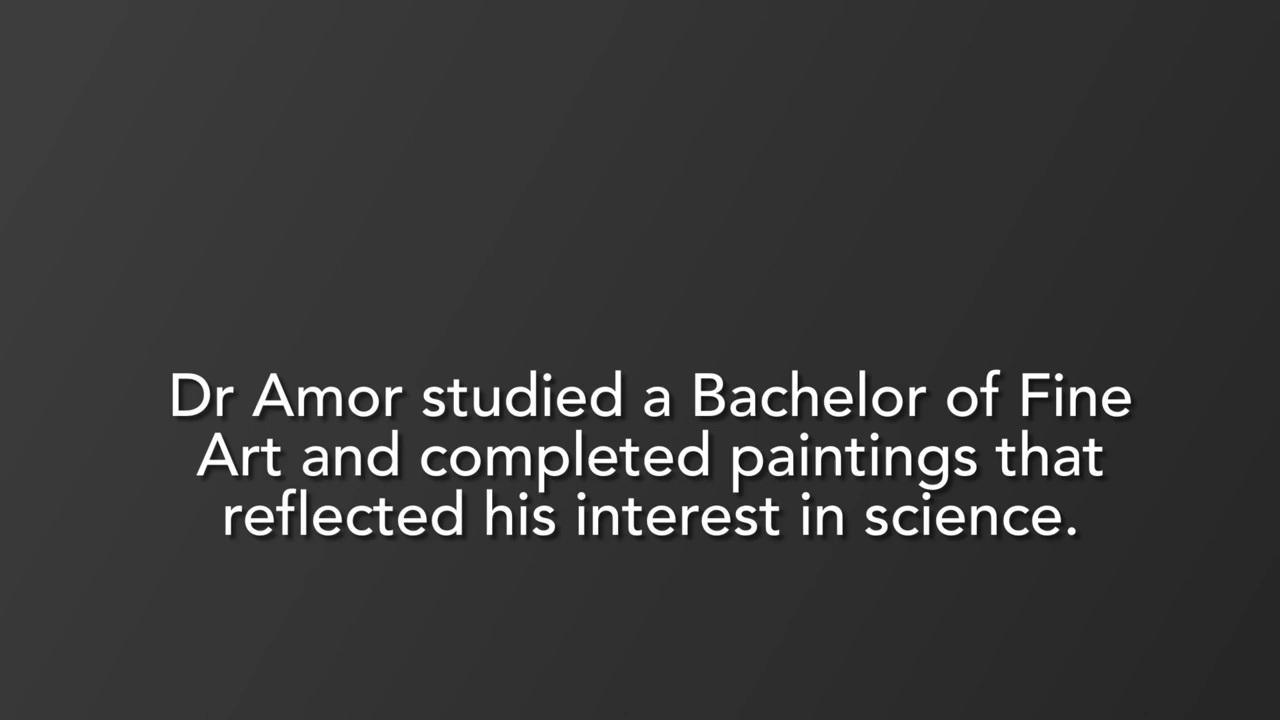 Dr Amor studied a Bachelor of Fine
Art and completed paintings that
reflected his interest in science.